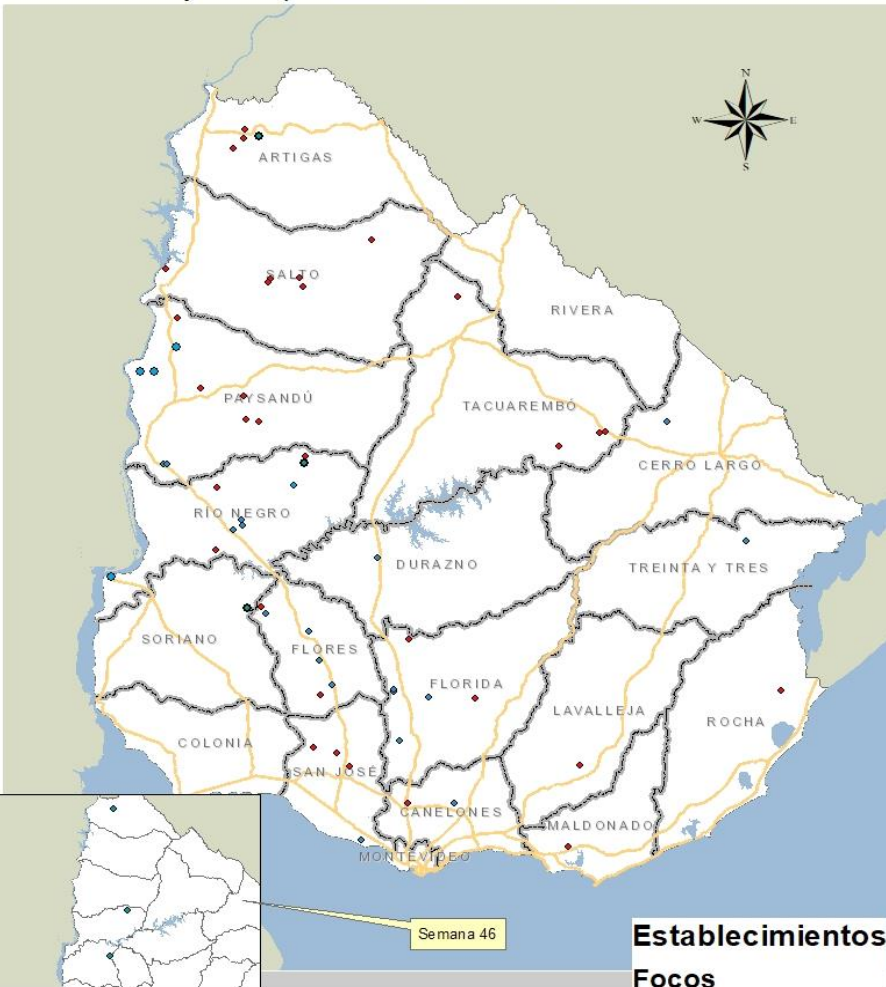 N
W
E
S
ARTIGAS
SALTO
RIVERA
PAYSANDÚ
TACUAREMBÓ
CERRO LARGO
RÍO NEGRO
DURAZNO
TREINTA Y TRES
SORIANO
FLORES
FLORIDA
LAVALLEJA
ROCHA
COLONIA
SAN JOSÉ
CANELONES
MALDONADO
MONTEVIDEO
Semana 46
Establecimientos
Focos